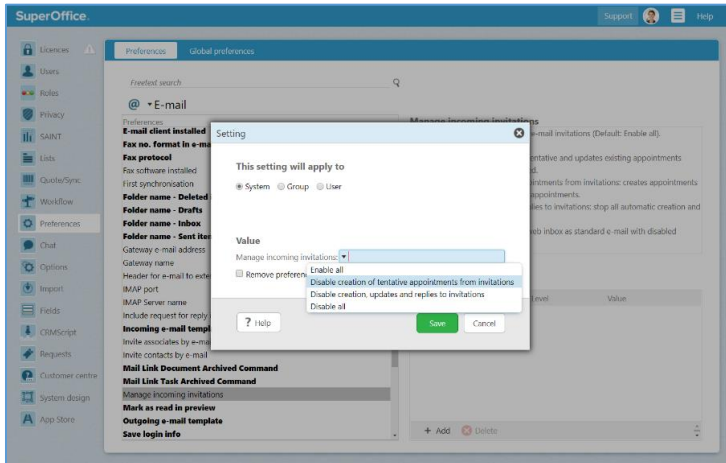 SuperOffice.
Support
Help
Licences
Users
Roles
Privacy
SAINT
Lists
Quote/Sync
Workflow
Preferences
Chat
Options
Import
Fields
CRMScript
Requests
Customer centre
System design
App Store
Preferences Global preferences
Freetext search
@ E-mail
Preferences
E-mail client installed
Fax no. format in e-ma
Fax protocol
Fax software installed
First synchronisation
Folder name - Deleted
Folder name - Drafts
Folder name - Inbox
Folder name - Sent iter
Gateway e-mail address
Gateway name
Header for e-mail to exter
IMAP port
IMAP Server name
Include request for reply
Incoming e-mail templ
Invite associates by e-ma
Invite contacts by e-mail
Mail Link Document Archived Command
Mail Link Task Archived Command
Manage incoming invitations
Mark as read in preview
Outgoing e-mail template
Save login info
Manage incoming invitations
e-mail invitations (Default: Enable all).
entative and updates existing appointments
d.
intments from invitations: creates appointments
appointments.
lies to invitations: stop all automatic creation and
eb inbox as standard e-mail with disabled
Level Value
+ Add Delete
Setting
This setting will apply to
System Group User
Value
Manage incoming invitations:
Remove preferen
Enable all
Disable creation of tentative appointments from invitations
Disable creation, updates and replies to invitations
Disable all
? Help
Save
Cancel